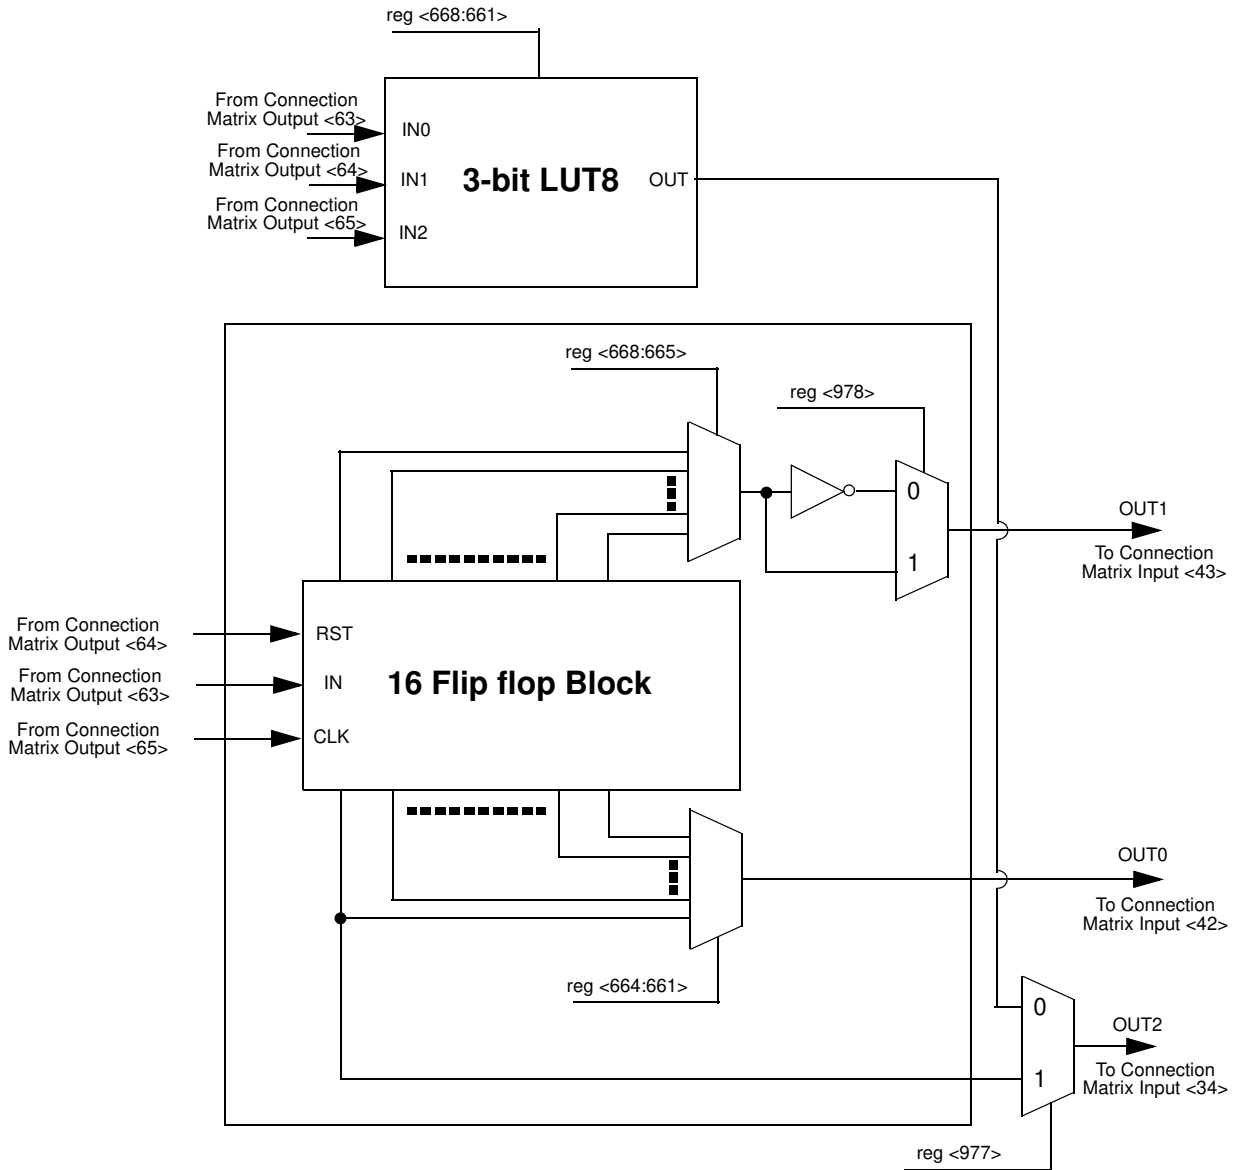 reg <668:661>
From Connection
Matrix Output <63>
IN0
From Connection
Matrix Output <64>
IN1
3-bit LUT8
OUT
From Connection
Matrix Output <65>
IN2
reg <668:665>
reg <978>
0
OUT1
1
To Connection
Matrix Input <43>
From Connection
Matrix Output <64>
RST
From Connection
Matrix Output <63>
IN
16 Flip flop Block
From Connection
Matrix Output <65>
CLK
OUT0
To Connection
Matrix Input <42>
reg <664:661>
0
OUT2
1
To Connection
Matrix Input <34>
reg <977>